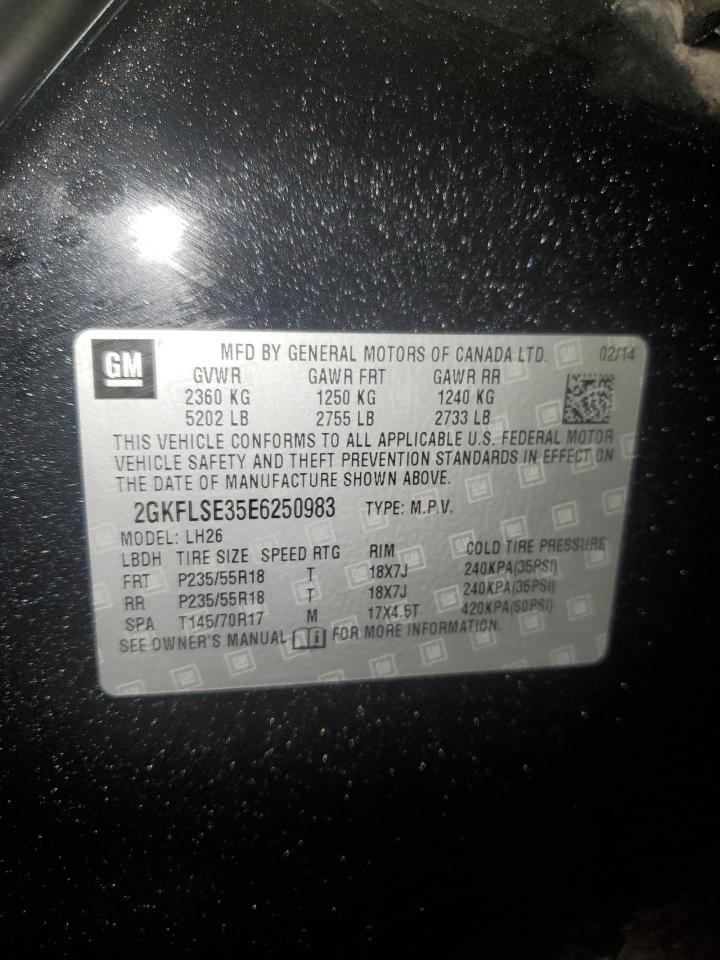 GM MFD BY GENERAL MOTORS OF CANADA LTD. 02/14
GVWR GAWR FRT GAWR RR
2360 KG 1250 KG 1240 KG
5202 LB 2755 LB 2733 LB
THIS VEHICLE CONFORMS TO ALL APPLICABLE U.S. FEDERAL MOTOR
VEHICLE SAFETY AND THEFT PREVENTION STANDARDS IN EFFECT ON
THE DATE OF MANUFACTURE SHOWN ABOVE.
2GKFLSE35E6250983 TYPE: M.P.V.
MODEL: LH26
LBDH TIRE SIZE SPEED RTG RIM COLD TIRE PRESSURE
FRT P235/55R18 T 18X7J 240KPA(35PSI)
RR P235/55R18 T 18X7J 240KPA(35PSI)
SPA T145/70R17 M 17X4.5T 420KPA(60PSI)
SEE OWNER'S MANUAL i FOR MORE INFORMATION.